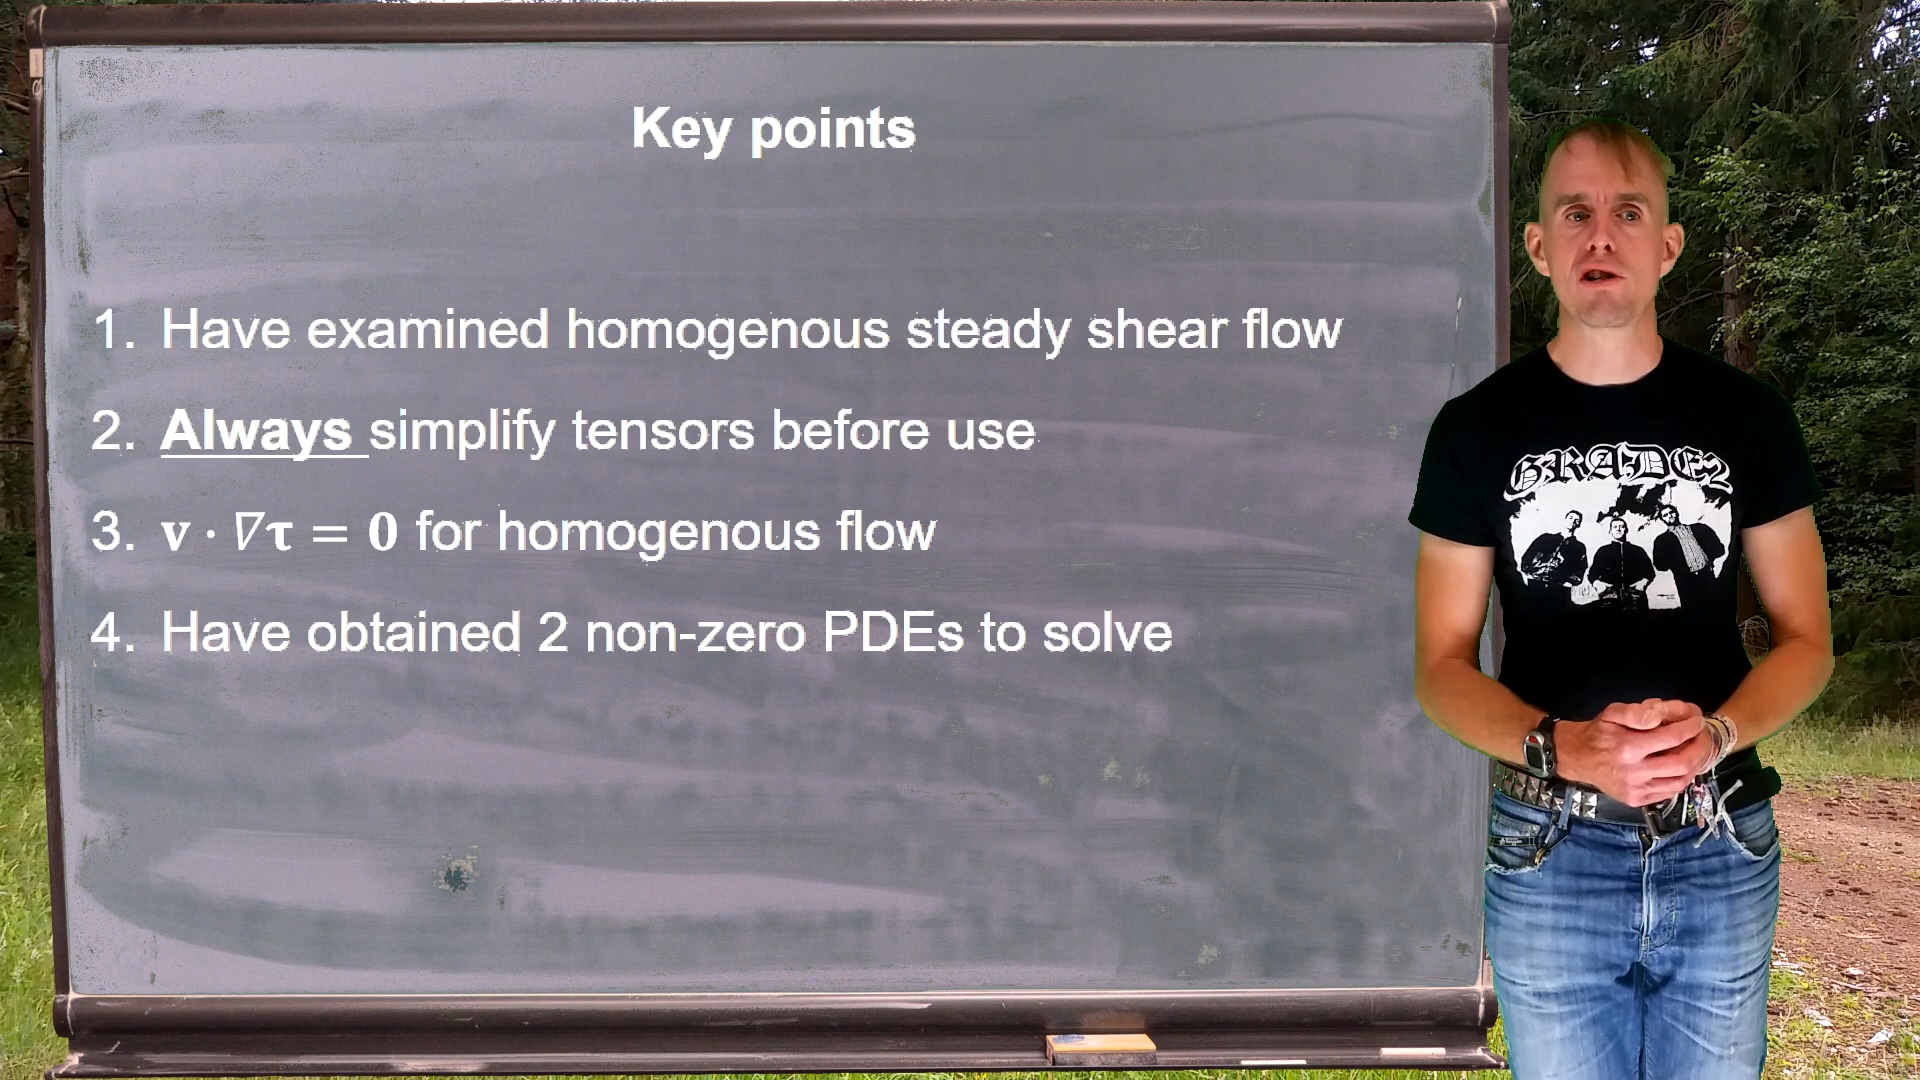 Key points
1. Have examined homogenous steady shear flow
2. Always simplify tensors before use
3. v · ∇τ = 0 for homogenous flow
4. Have obtained 2 non-zero PDEs to solve
GRADE2